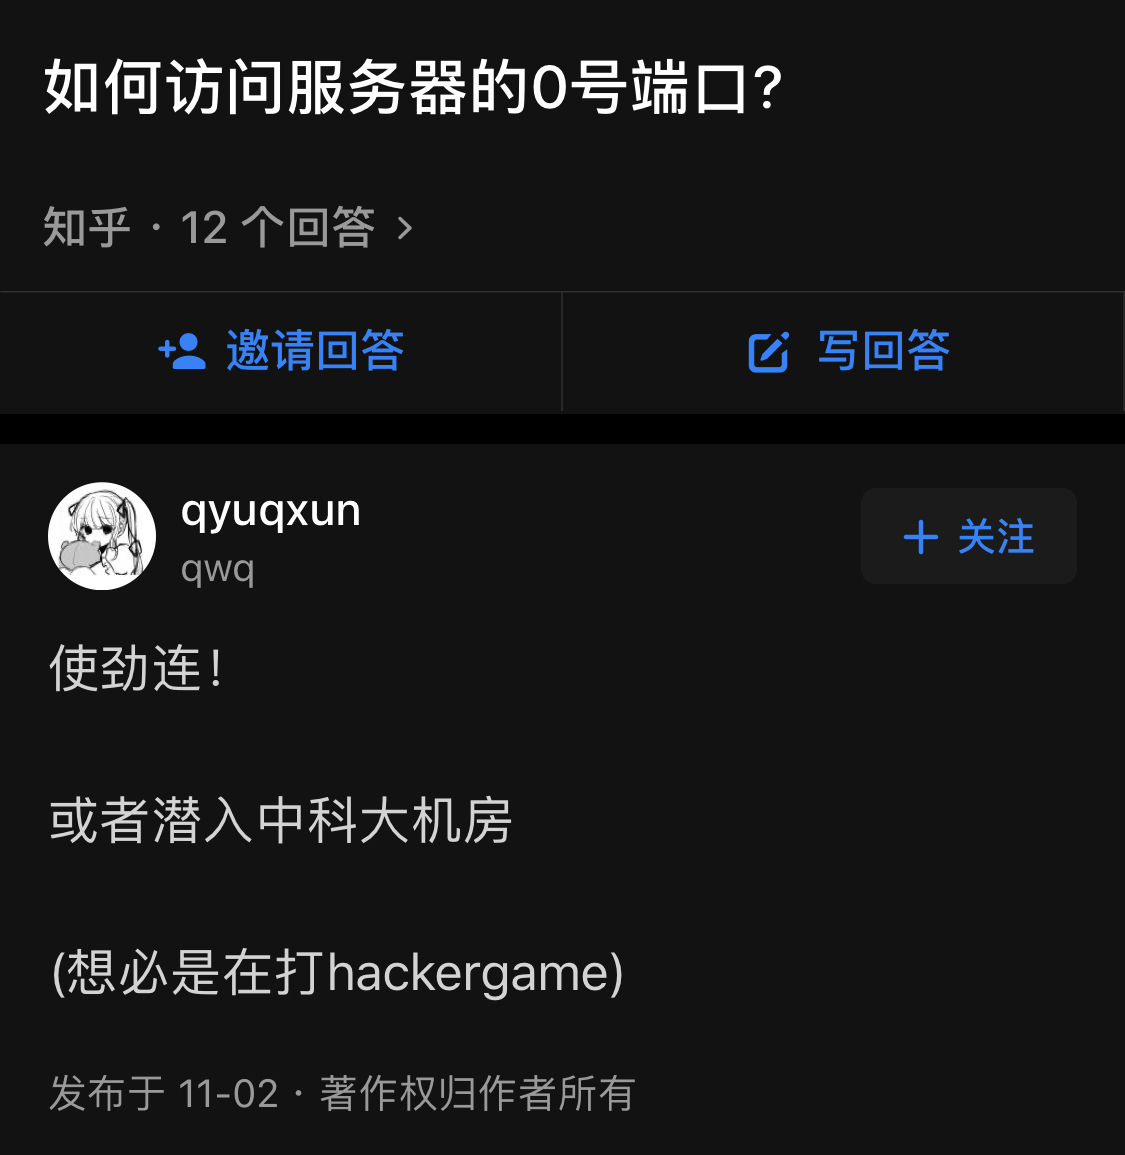 如何访问服务器的0号端口?
知乎 · 12 个回答 >
邀请回答
写回答
qyuqxun
关注
qwq
使劲连！
或者潜入中科大机房
(想必是在打hackergame)
发布于 11-02 · 著作权归作者所有